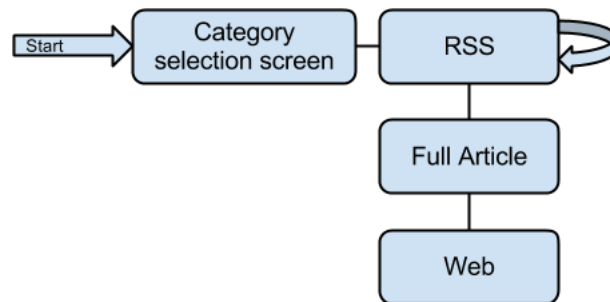 Start
Category
selection screen
RSS
Full Article
Web